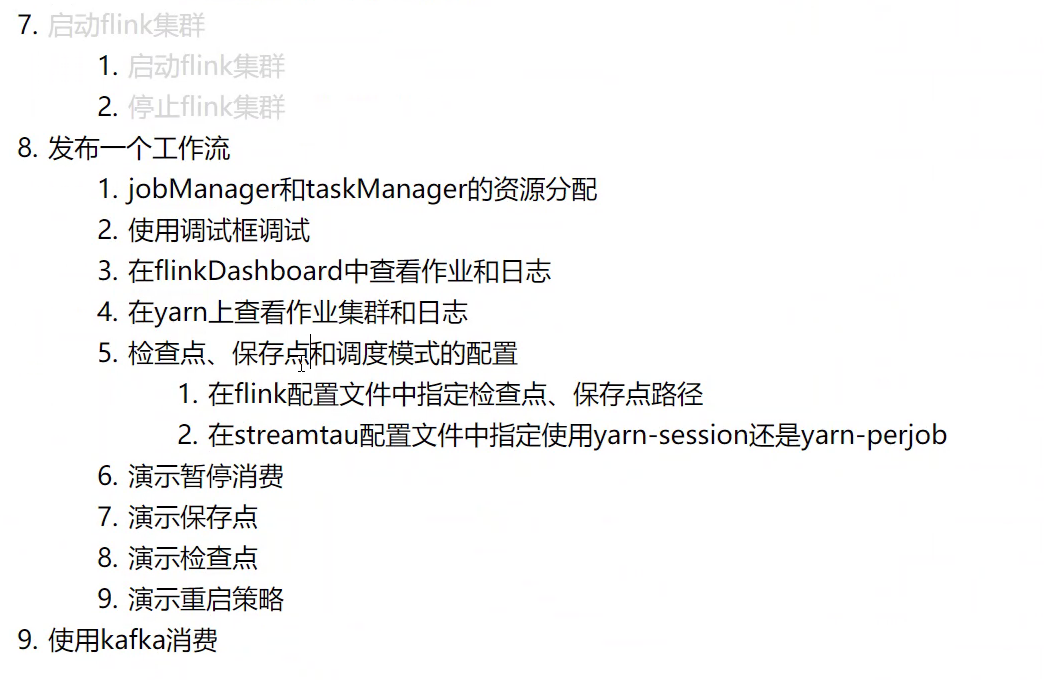 7. 启动flink集群
1. 启动flink集群
2. 停止flink集群
8. 发布一个工作流
1. jobManager和taskManager的资源分配
2. 使用调试框调试
3. 在flinkDashboard中查看作业和日志
4. 在yarn上查看作业集群和日志
5. 检查点、保存点和调度模式的配置
1. 在flink配置文件中指定检查点、保存点路径
2. 在streamtau配置文件中指定使用yarn-session还是yarn-perjob
6. 演示暂停消费
7. 演示保存点
8. 演示检查点
9. 演示重启策略
9. 使用kafka消费